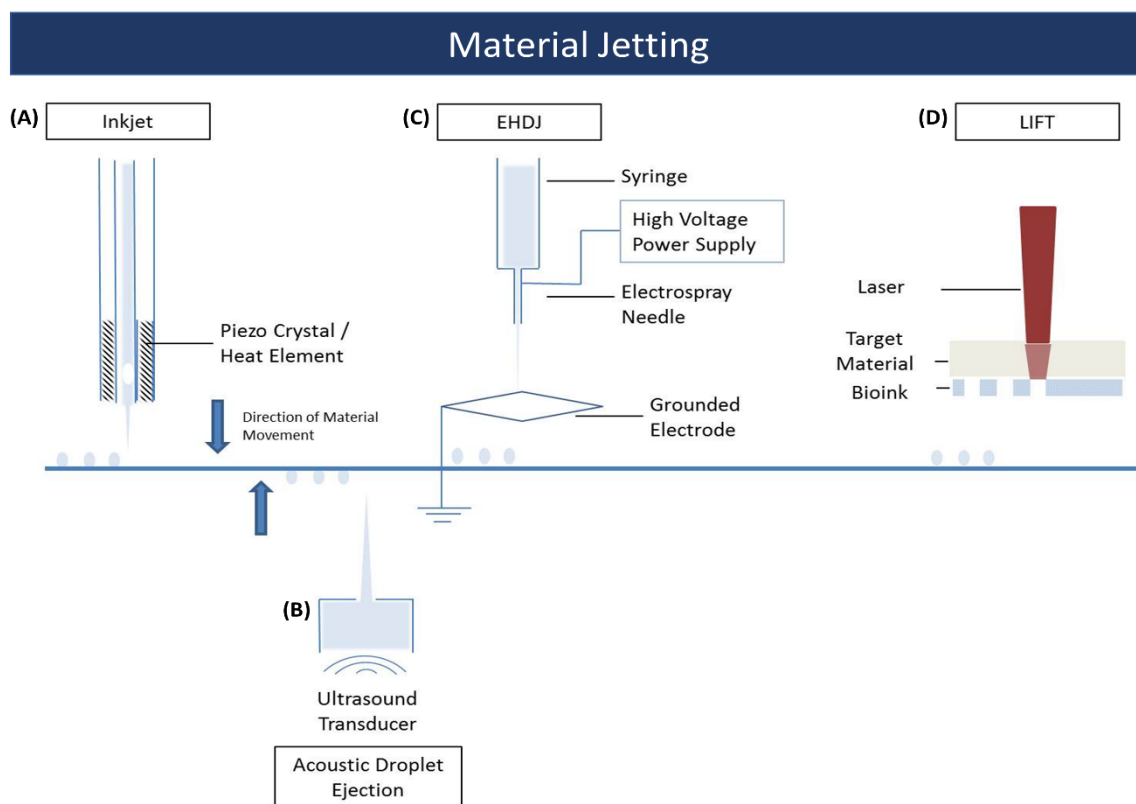 Material Jetting
(A)
Inkjet
Piezo Crystal /
Heat Element
Direction of Material
Movement
(B)
Ultrasound
Transducer
Acoustic Droplet
Ejection
(C)
EHDJ
Syringe
High Voltage
Power Supply
Electrospray
Needle
Grounded
Electrode
(D)
LIFT
Laser
Target
Material
Bioink